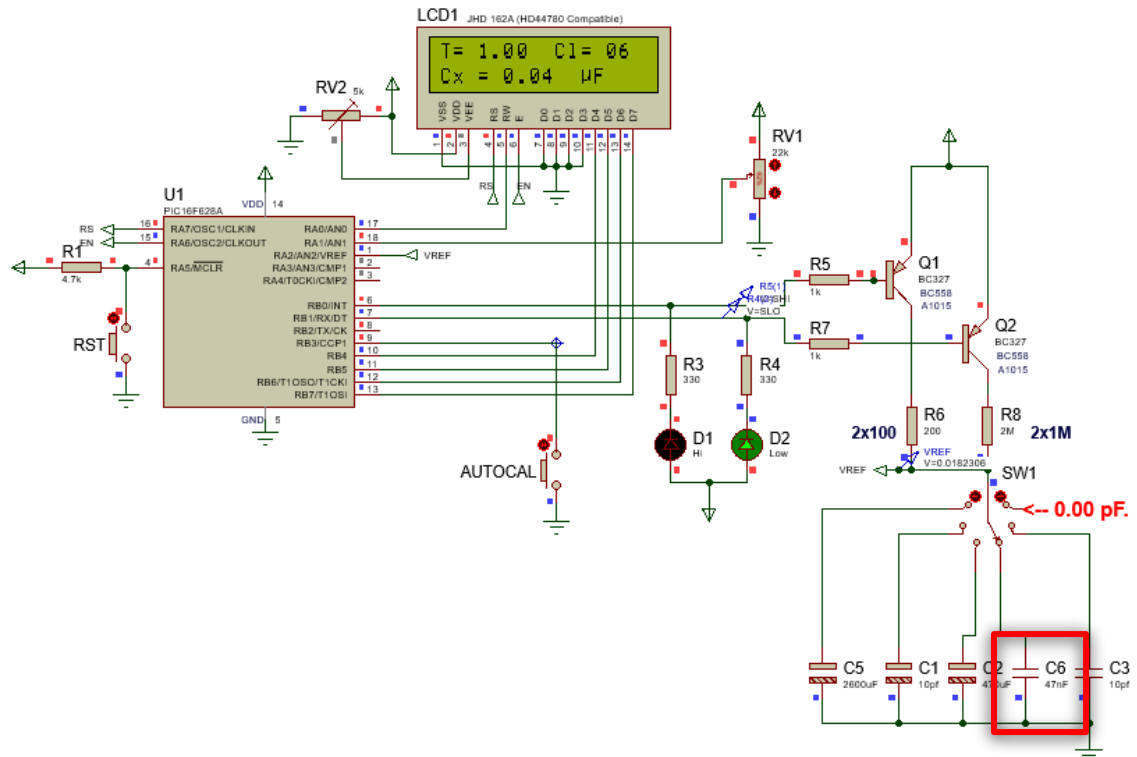 LCD1 JHD 162A (HD44780 Compatible)
T= 1.00 Cl= 06
Cx = 0.04 µF
RV2 5k
VSS VDD VEE RS RW E D0 D1 D2 D3 D4 D5 D6 D7
1 2 3 4 5 6 7 8 9 10 11 12 13 14
RS EN
RV1
22k
U1
PIC16F628A
VDD 14
RS 16 RA7/OSC1/CLKIN RA0/AN0 17
EN 15 RA6/OSC2/CLKOUT RA1/AN1 18
RA2/AN2/VREF 1 VREF
R1 4 RA5/MCLR RA3/AN3/CMP1 2
4.7k RA4/T0CKI/CMP2 3
RB0/INT 6
RB1/RX/DT 7
RB2/TX/CK 8
RB3/CCP1 9
RB4 10
RB5 11
RB6/T1OSO/T1CKI 12
RB7/T1OSI 13
GND 5
RST
AUTOCAL
R5(1)
V=SLO
R5
1k
R7
1k
Q1
BC327
BC558
A1015
Q2
BC327
BC558
A1015
R3
330
R4
330
D1
Hi
D2
Low
2x100
R6
200
R8
2M
2x1M
VREF
VREF
V=0.0182306
SW1
<-- 0.00 pF.
C5
2600uF
C1
10pf
C2
470uF
C6
47nF
C3
10pf